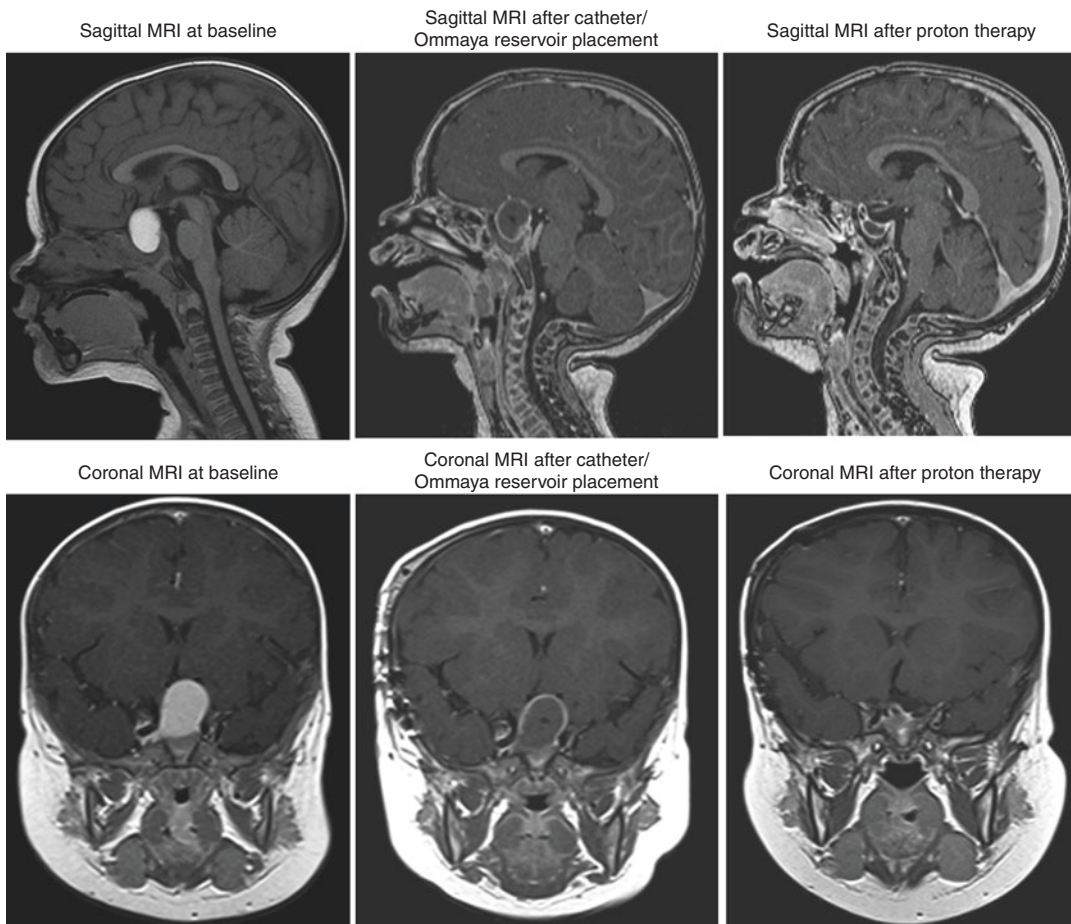 Sagittal MRI at baseline
Sagittal MRI after catheter/
Ommaya reservoir placement
Sagittal MRI after proton therapy
Coronal MRI at baseline
Coronal MRI after catheter/
Ommaya reservoir placement
Coronal MRI after proton therapy